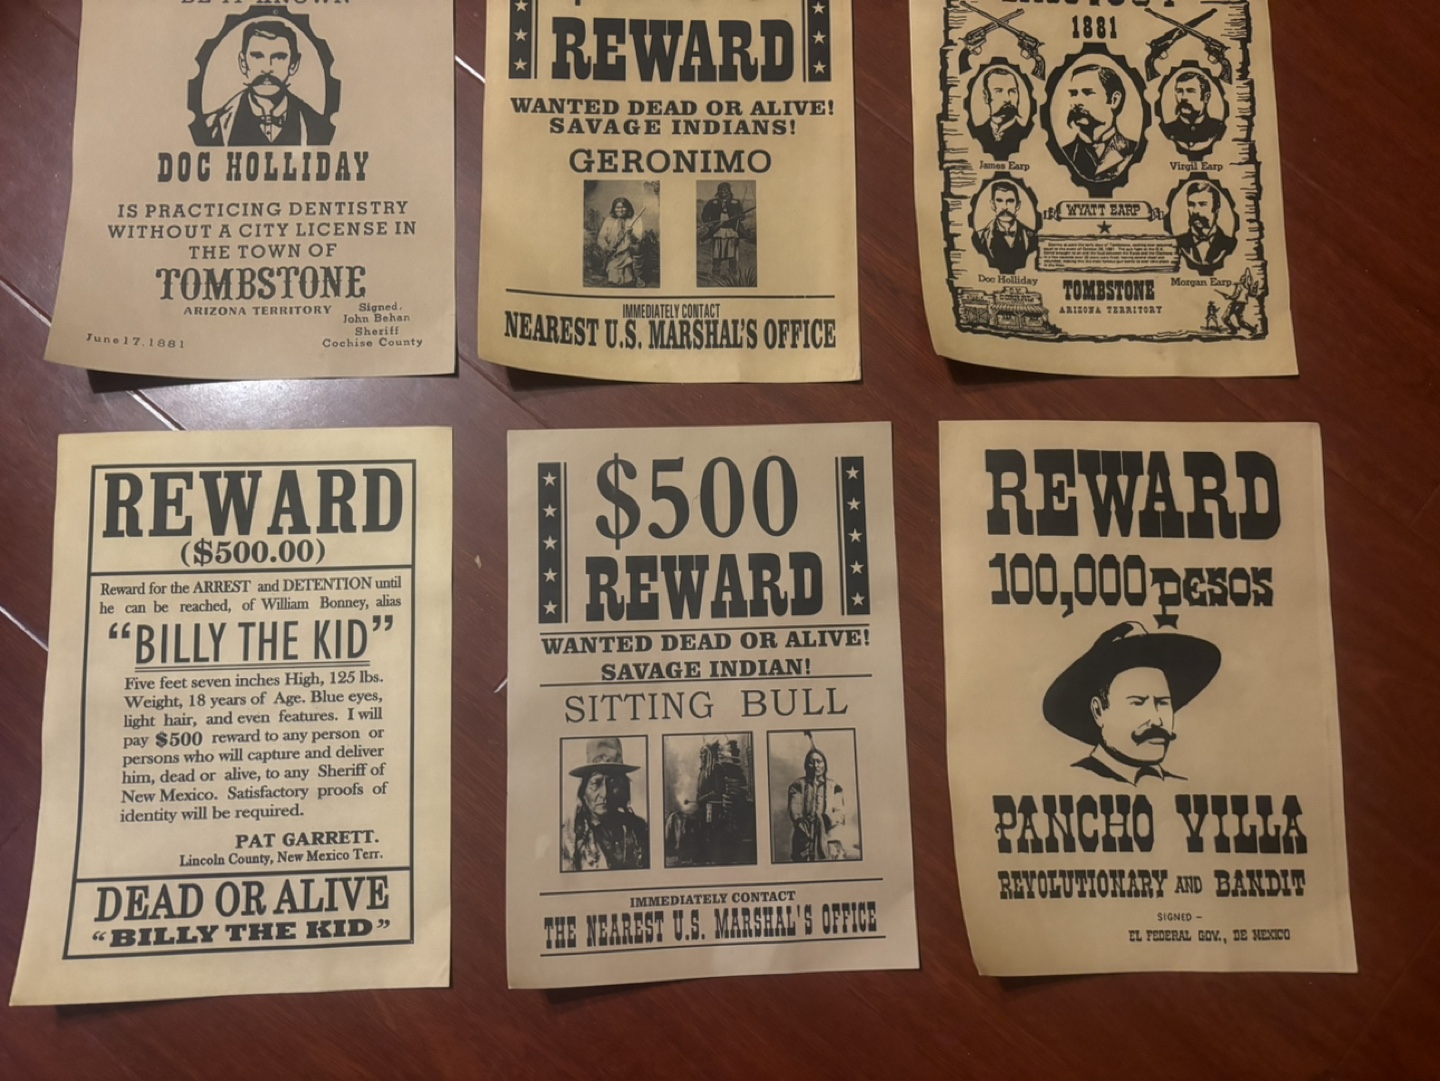 BE IT KNOWN
DOC HOLLIDAY
IS PRACTICING DENTISTRY
WITHOUT A CITY LICENSE IN
THE TOWN OF
TOMBSTONE
ARIZONA TERRITORY
Signed,
John Behan
Sheriff
Cochise County
June 17, 1881
REWARD
WANTED DEAD OR ALIVE!
SAVAGE INDIANS!
GERONIMO
IMMEDIATELY CONTACT
NEAREST U.S. MARSHAL'S OFFICE
1881
James Earp
Virgil Earp
WYATT EARP
Doc Holliday
Morgan Earp
TOMBSTONE
ARIZONA TERRITORY
REWARD
($500.00)
Reward for the ARREST and DETENTION until
he can be reached, of William Bonney, alias
"BILLY THE KID"
Five feet seven inches High, 125 lbs.
Weight, 18 years of Age. Blue eyes,
light hair, and even features. I will
pay $500 reward to any person or
persons who will capture and deliver
him, dead or alive, to any Sheriff of
New Mexico. Satisfactory proofs of
identity will be required.
PAT GARRETT.
Lincoln County, New Mexico Terr.
DEAD OR ALIVE
"BILLY THE KID"
$500
REWARD
WANTED DEAD OR ALIVE!
SAVAGE INDIAN!
SITTING BULL
IMMEDIATELY CONTACT
THE NEAREST U.S. MARSHAL'S OFFICE
REWARD
100,000 PESOS
PANCHO VILLA
REVOLUTIONARY AND BANDIT
SIGNED –
EL FEDERAL GOV., DE MEXICO